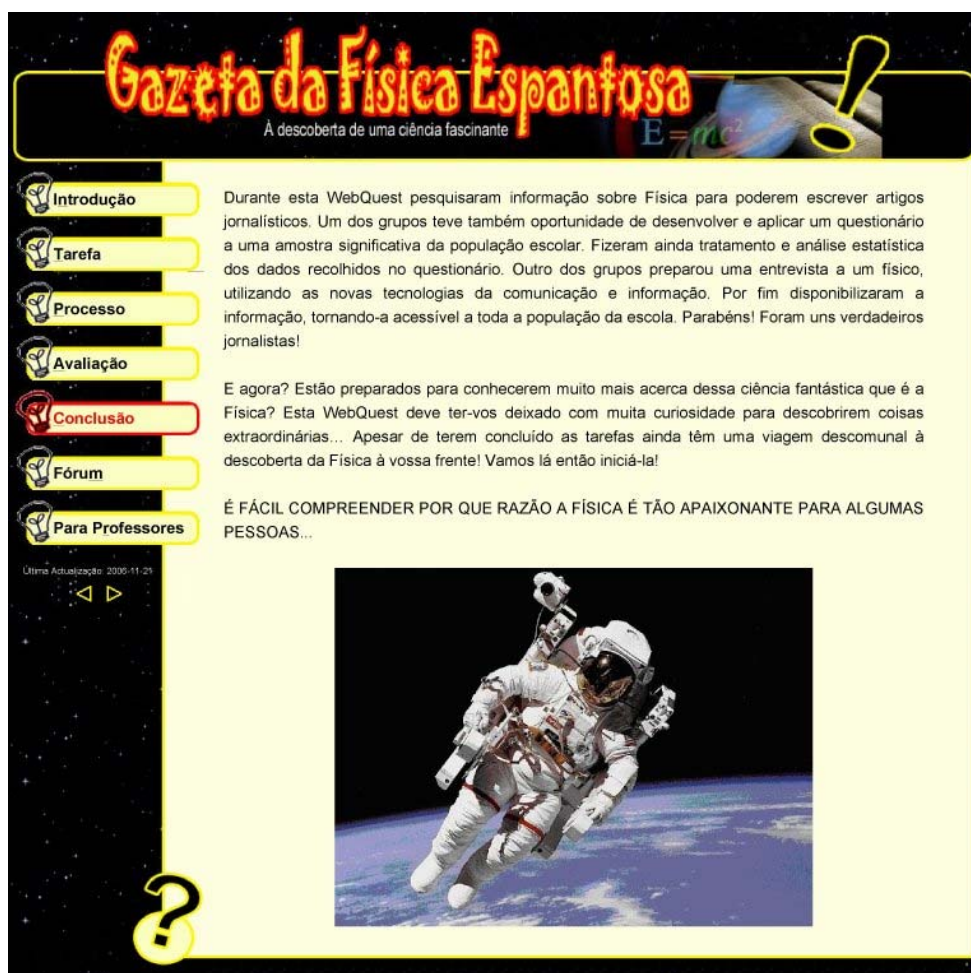 Gazeta da Física Espantosa
À descoberta de uma ciência fascinante
E=mc²
Introdução
Tarefa
Processo
Avaliação
Conclusão
Fórum
Para Professores
Última Actualização: 2006-11-21
Durante esta WebQuest pesquisaram informação sobre Física para poderem escrever artigos
jornalísticos. Um dos grupos teve também oportunidade de desenvolver e aplicar um questionário
a uma amostra significativa da população escolar. Fizeram ainda tratamento e análise estatística
dos dados recolhidos no questionário. Outro dos grupos preparou uma entrevista a um físico,
utilizando as novas tecnologias da comunicação e informação. Por fim disponibilizaram a
informação, tornando-a acessível a toda a população da escola. Parabéns! Foram uns verdadeiros
jornalistas!
E agora? Estão preparados para conhecerem muito mais acerca dessa ciência fantástica que é a
Física? Esta WebQuest deve ter-vos deixado com muita curiosidade para descobrirem coisas
extraordinárias... Apesar de terem concluído as tarefas ainda têm uma viagem descomunal à
descoberta da Física à vossa frente! Vamos lá então iniciá-la!
É FÁCIL COMPREENDER POR QUE RAZÃO A FÍSICA É TÃO APAIXONANTE PARA ALGUMAS
PESSOAS...